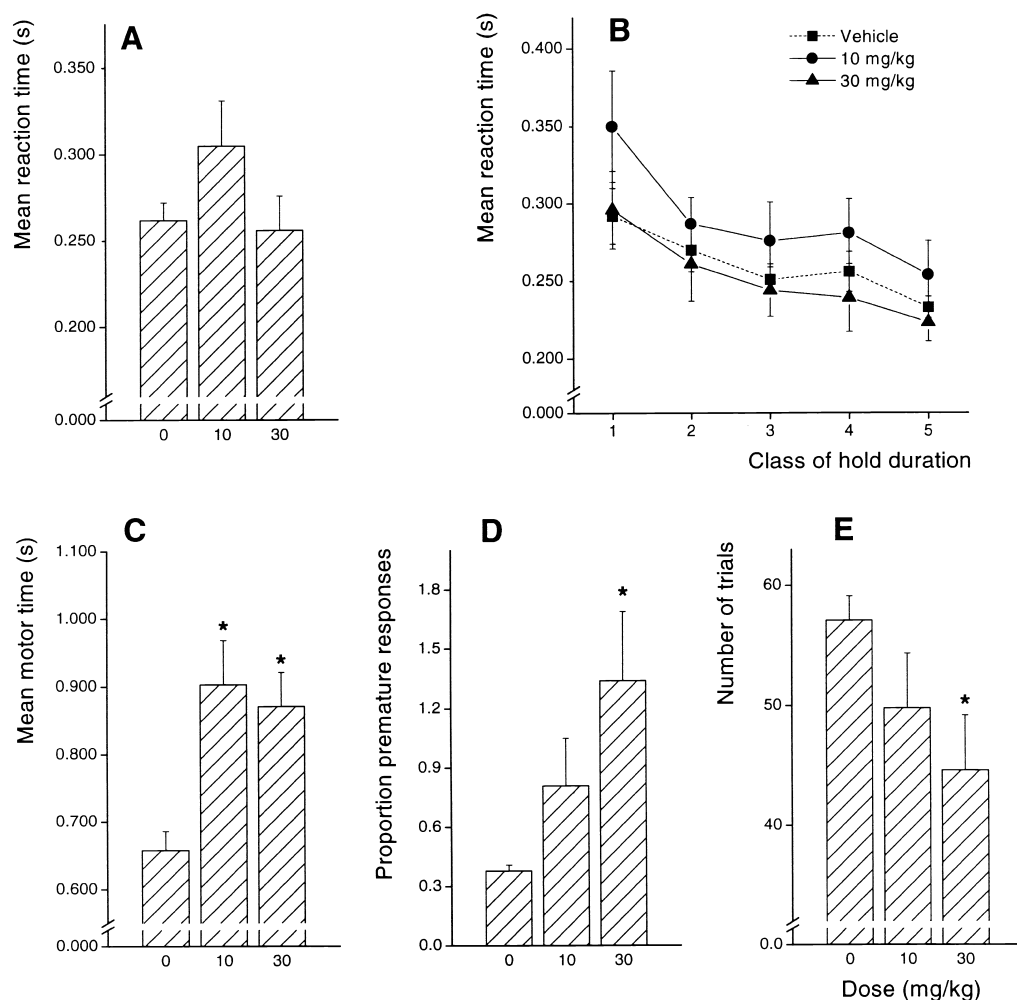 A
Mean reaction time (s)
0.350
0.300
0.250
0.200
0.000
0 10 30
B
Mean reaction time (s)
Vehicle
10 mg/kg
30 mg/kg
0.400
0.350
0.300
0.250
0.200
0.000
1 2 3 4 5
Class of hold duration
C
Mean motor time (s)
1.100
1.000
0.900
0.800
0.700
0.600
0.000
* *
0 10 30
D
Proportion premature responses
1.8
1.5
1.2
0.9
0.6
0.3
0.0
*
0 10 30
E
Number of trials
60
50
40
0.0
*
0 10 30
Dose (mg/kg)